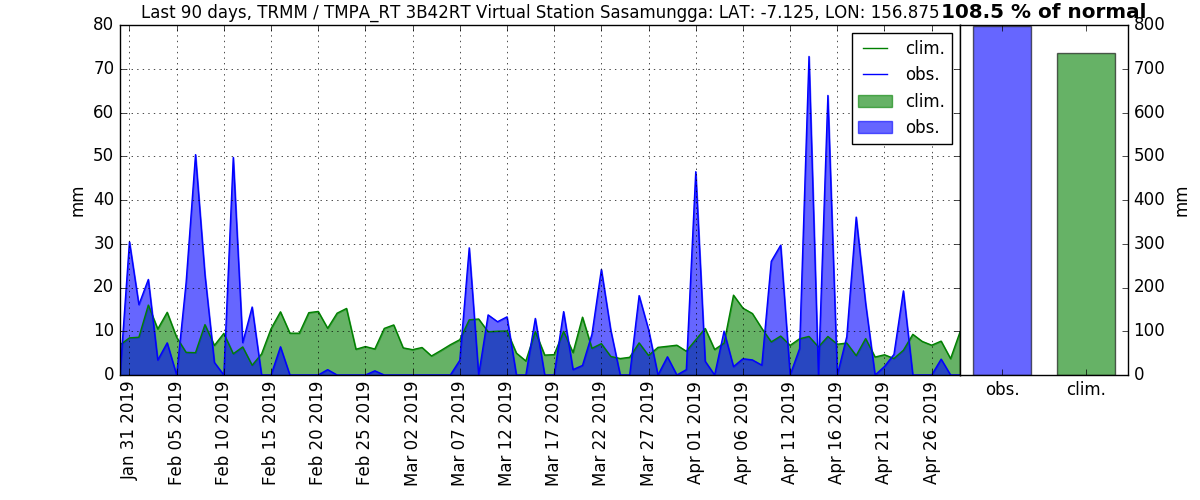 Last 90 days, TRMM / TMPA_RT 3B42RT Virtual Station Sasamungga: LAT: -7.125, LON: 156.875
108.5 % of normal
80
70
60
50
40
30
20
10
0
mm
clim.
obs.
clim.
obs.
800
700
600
500
400
300
200
100
0
mm
Jan 31 2019
Feb 05 2019
Feb 10 2019
Feb 15 2019
Feb 20 2019
Feb 25 2019
Mar 02 2019
Mar 07 2019
Mar 12 2019
Mar 17 2019
Mar 22 2019
Mar 27 2019
Apr 01 2019
Apr 06 2019
Apr 11 2019
Apr 16 2019
Apr 21 2019
Apr 26 2019
obs.
clim.